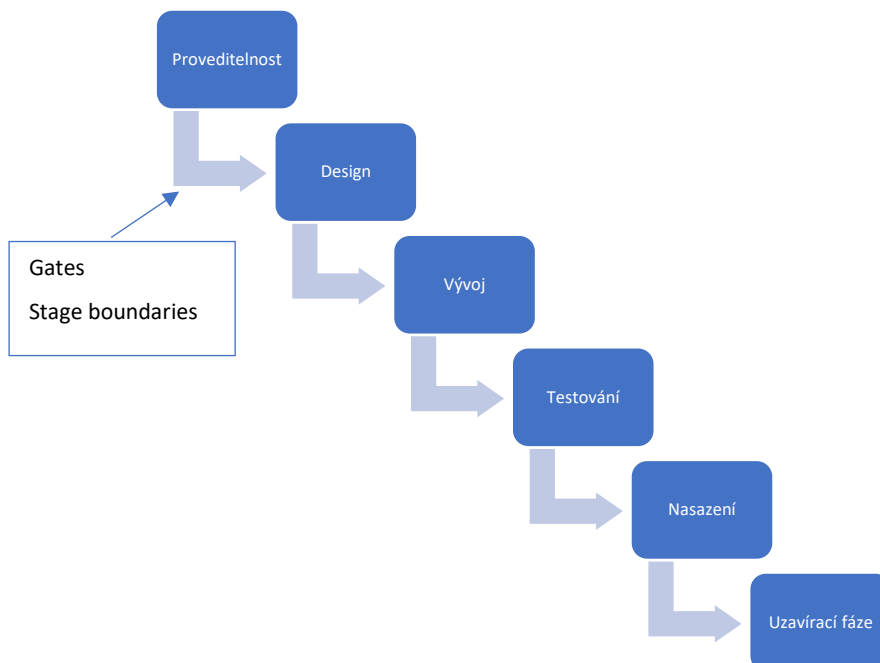 Proveditelnost
Design
Gates
Stage boundaries
Vývoj
Testování
Nasazení
Uzavírací fáze